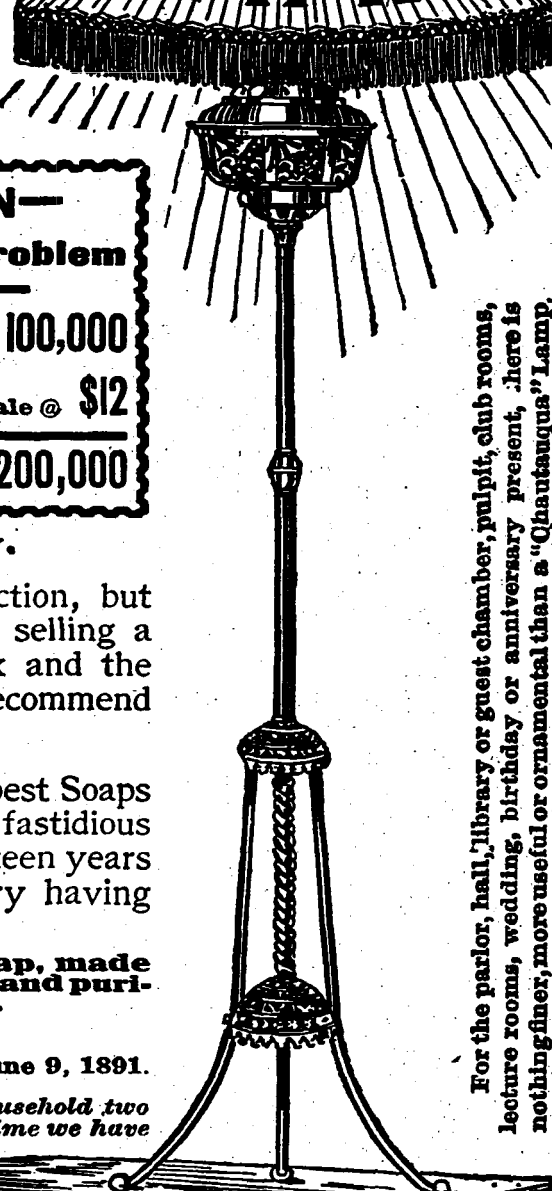 N—
roblem
100,000
ale @ $12
200,000
ction, but
selling a
and the
ecommend
est Soaps
fastidious
teen years
ry having
ap, made
and puri-
ne 9, 1891.
usehold two
ime we have
For the parlor, hall, library or guest chamber, pulpit, club rooms,
lecture rooms, wedding, birthday or anniversary present, there is
nothing finer, more useful or ornamental than a "Chautauqua" Lamp.